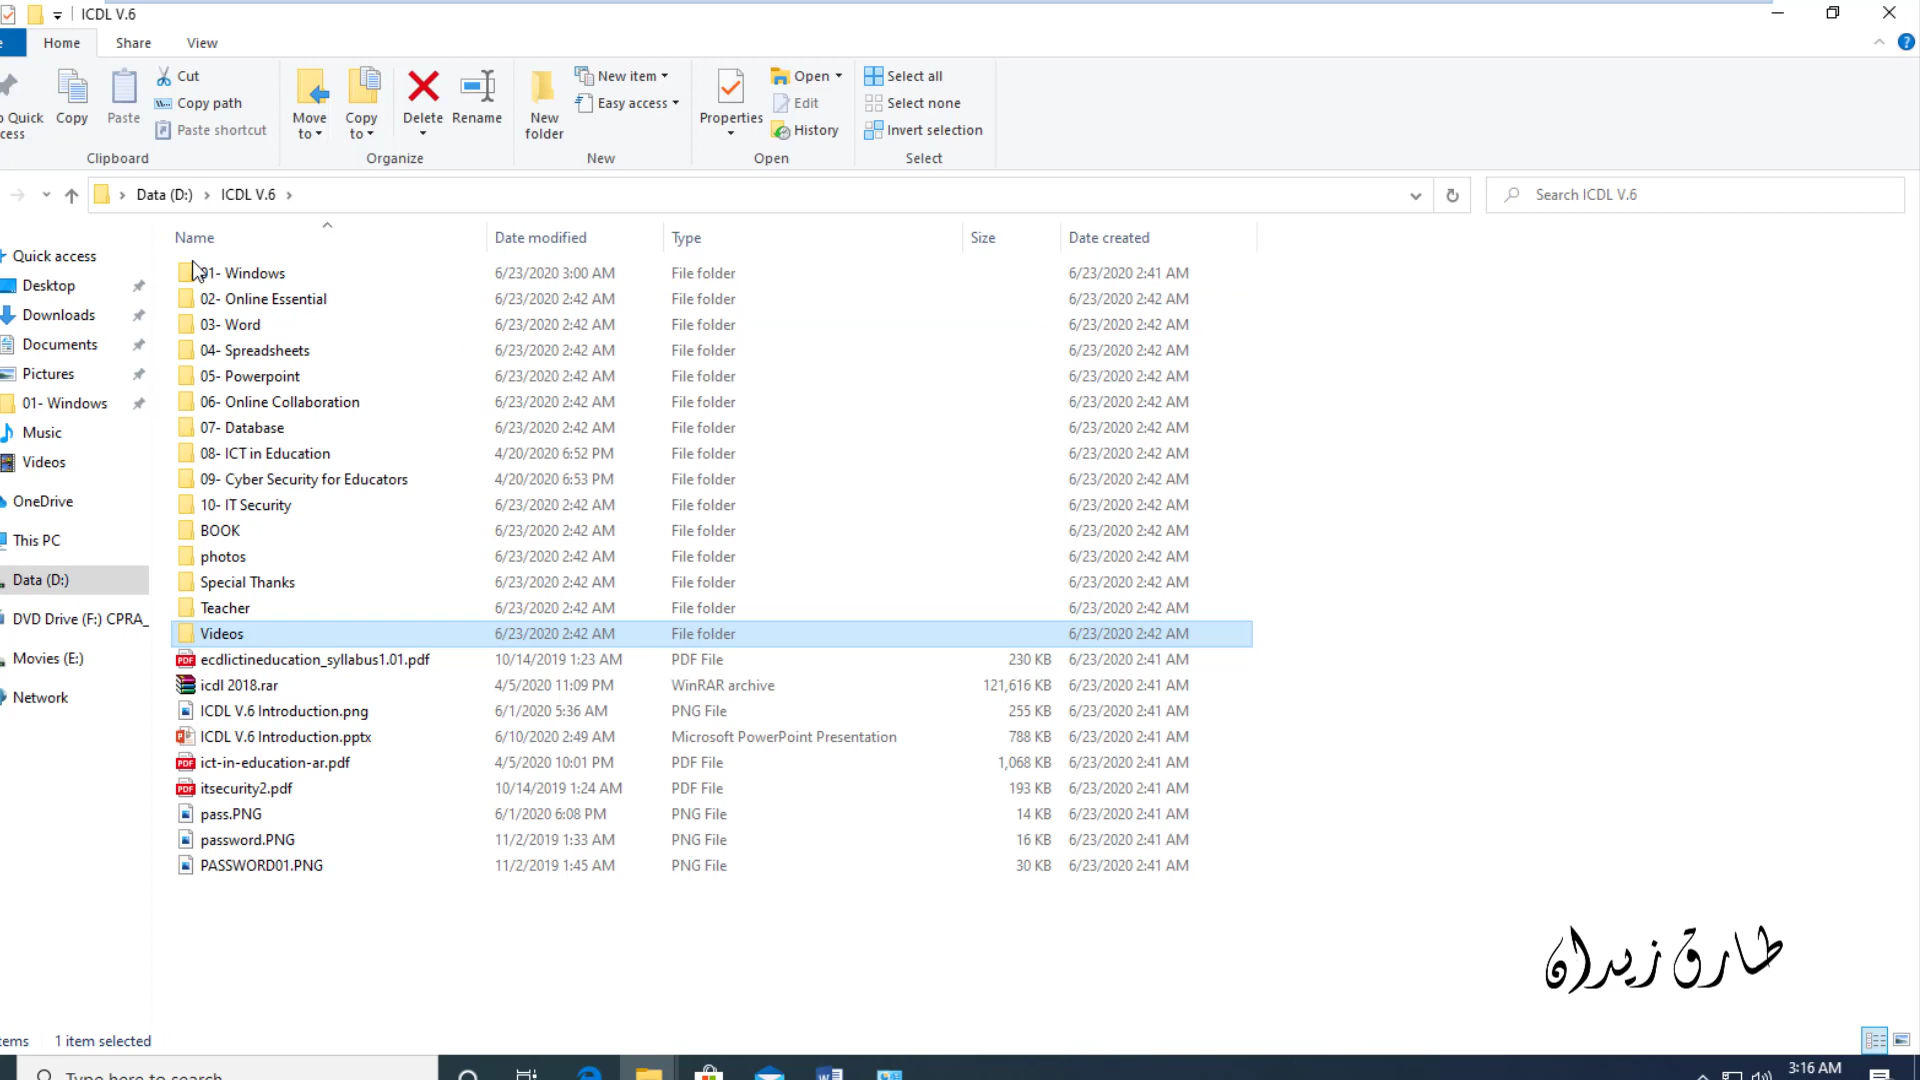 ICDL V.6
Home Share View
Cut
Copy path
Paste shortcut
Copy
Paste
Clipboard
Move to
Copy to
Delete
Rename
Organize
New folder
New item
Easy access
New
Properties
Open
Edit
History
Open
Select all
Select none
Invert selection
Select
Data (D:) ICDL V.6
Search ICDL V.6
Quick access
Desktop
Downloads
Documents
Pictures
01- Windows
Music
Videos
OneDrive
This PC
Data (D:)
DVD Drive (F:) CPRA_
Movies (E:)
Network
Name Date modified Type Size Date created
01- Windows 6/23/2020 3:00 AM File folder 6/23/2020 2:41 AM
02- Online Essential 6/23/2020 2:42 AM File folder 6/23/2020 2:42 AM
03- Word 6/23/2020 2:42 AM File folder 6/23/2020 2:42 AM
04- Spreadsheets 6/23/2020 2:42 AM File folder 6/23/2020 2:42 AM
05- Powerpoint 6/23/2020 2:42 AM File folder 6/23/2020 2:42 AM
06- Online Collaboration 6/23/2020 2:42 AM File folder 6/23/2020 2:42 AM
07- Database 6/23/2020 2:42 AM File folder 6/23/2020 2:42 AM
08- ICT in Education 4/20/2020 6:52 PM File folder 6/23/2020 2:42 AM
09- Cyber Security for Educators 4/20/2020 6:53 PM File folder 6/23/2020 2:42 AM
10- IT Security 6/23/2020 2:42 AM File folder 6/23/2020 2:42 AM
BOOK 6/23/2020 2:42 AM File folder 6/23/2020 2:42 AM
photos 6/23/2020 2:42 AM File folder 6/23/2020 2:42 AM
Special Thanks 6/23/2020 2:42 AM File folder 6/23/2020 2:42 AM
Teacher 6/23/2020 2:42 AM File folder 6/23/2020 2:42 AM
Videos 6/23/2020 2:42 AM File folder 6/23/2020 2:42 AM
ecdlictineducation_syllabus1.01.pdf 10/14/2019 1:23 AM PDF File 230 KB 6/23/2020 2:41 AM
icdl 2018.rar 4/5/2020 11:09 PM WinRAR archive 121,616 KB 6/23/2020 2:41 AM
ICDL V.6 Introduction.png 6/1/2020 5:36 AM PNG File 255 KB 6/23/2020 2:41 AM
ICDL V.6 Introduction.pptx 6/10/2020 2:49 AM Microsoft PowerPoint Presentation 788 KB 6/23/2020 2:41 AM
ict-in-education-ar.pdf 4/5/2020 10:01 PM PDF File 1,068 KB 6/23/2020 2:41 AM
itsecurity2.pdf 10/14/2019 1:24 AM PDF File 193 KB 6/23/2020 2:41 AM
pass.PNG 6/1/2020 6:08 PM PNG File 14 KB 6/23/2020 2:41 AM
password.PNG 11/2/2019 1:33 AM PNG File 16 KB 6/23/2020 2:41 AM
PASSWORD01.PNG 11/2/2019 1:45 AM PNG File 30 KB 6/23/2020 2:41 AM
طارق زيدان
1 item selected
Type here to search
3:16 AM